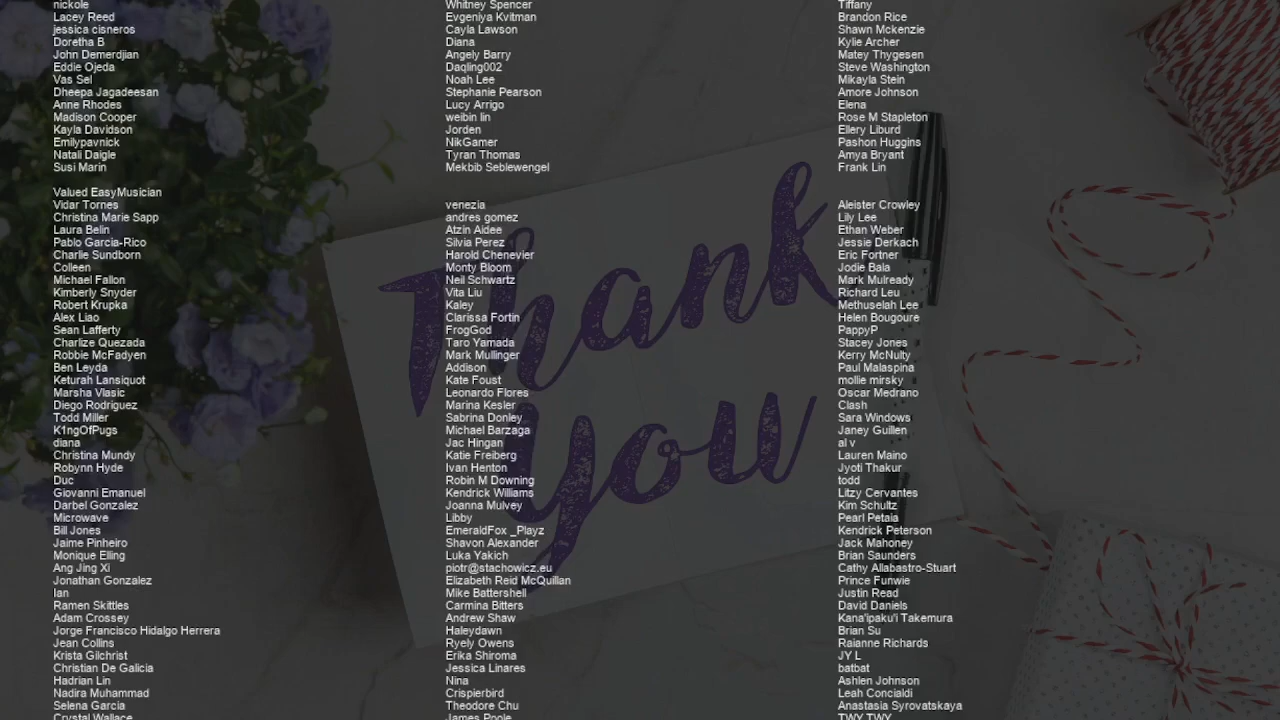 nickole
Lacey Reed
jessica cisneros
Doretha B
John Demerdjian
Eddie Ojeda
Vas Sel
Dheepa Jagadeesan
Anne Rhodes
Madison Cooper
Kayla Davidson
Emilypavnick
Natali Daigle
Susi Marin
Whitney Spencer
Evgeniya Kvitman
Cayla Lawson
Diana
Angely Barry
Daqling002
Noah Lee
Stephanie Pearson
Lucy Arrigo
weibin lin
Jorden
NikGamer
Tyran Thomas
Mekbib Seblewengel
Tiffany
Brandon Rice
Shawn Mckenzie
Kylie Archer
Matey Thygesen
Steve Washington
Mikayla Stein
Amore Johnson
Elena
Rose M Stapleton
Ellery Liburd
Pashon Huggins
Amya Bryant
Frank Lin
Valued EasyMusician
Vidar Tornes
Christina Marie Sapp
Laura Belin
Pablo Garcia-Rico
Charlie Sundborn
Colleen
Michael Fallon
Kimberly Snyder
Robert Krupka
Alex Liao
Sean Lafferty
Charlize Quezada
Robbie McFadyen
Ben Leyda
Keturah Lansiquot
Marsha Vlasic
Diego Rodriguez
Todd Miller
K1ngOfPugs
diana
Christina Mundy
Robynn Hyde
Duc
Giovanni Emanuel
Darbel Gonzalez
Microwave
Bill Jones
Jaime Pinheiro
Monique Elling
Ang Jing Xi
Jonathan Gonzalez
Ian
Ramen Skittles
Adam Crossey
Jorge Francisco Hidalgo Herrera
Jean Collins
Krista Gilchrist
Christian De Galicia
Hadrian Lin
Nadira Muhammad
Selena Garcia
Crystal Wallace
venezia
andres gomez
Atzin Aidee
Silvia Perez
Harold Chenevier
Monty Bloom
Neil Schwartz
Vita Liu
Kaley
Clarissa Fortin
FrogGod
Taro Yamada
Mark Mullinger
Addison
Kate Foust
Leonardo Flores
Marina Kesler
Sabrina Donley
Michael Barzaga
Jac Hingan
Katie Freiberg
Ivan Henton
Robin M Downing
Kendrick Williams
Joanna Mulvey
Libby
EmeraldFox _Playz
Shavon Alexander
Luka Yakich
piotr@stachowicz.eu
Elizabeth Reid McQuillan
Mike Battershell
Carmina Bitters
Andrew Shaw
Haleydawn
Ryely Owens
Erika Shiroma
Jessica Linares
Nina
Crispierbird
Theodore Chu
James Poole
Aleister Crowley
Lily Lee
Ethan Weber
Jessie Derkach
Eric Fortner
Jodie Bala
Mark Mulready
Richard Leu
Methuselah Lee
Helen Bougoure
PappyP
Stacey Jones
Kerry McNulty
Paul Malaspina
mollie mirsky
Oscar Medrano
Clash
Sara Windows
Janey Guillen
al v
Lauren Maino
Jyoti Thakur
todd
Litzy Cervantes
Kim Schultz
Pearl Petaia
Kendrick Peterson
Jack Mahoney
Brian Saunders
Cathy Allabastro-Stuart
Prince Funwie
Justin Read
David Daniels
Kana'ipaku'i Takemura
Brian Su
Raianne Richards
JY L
batbat
Ashlen Johnson
Leah Concialdi
Anastasia Syrovatskaya
TWY TWY
Thank
you